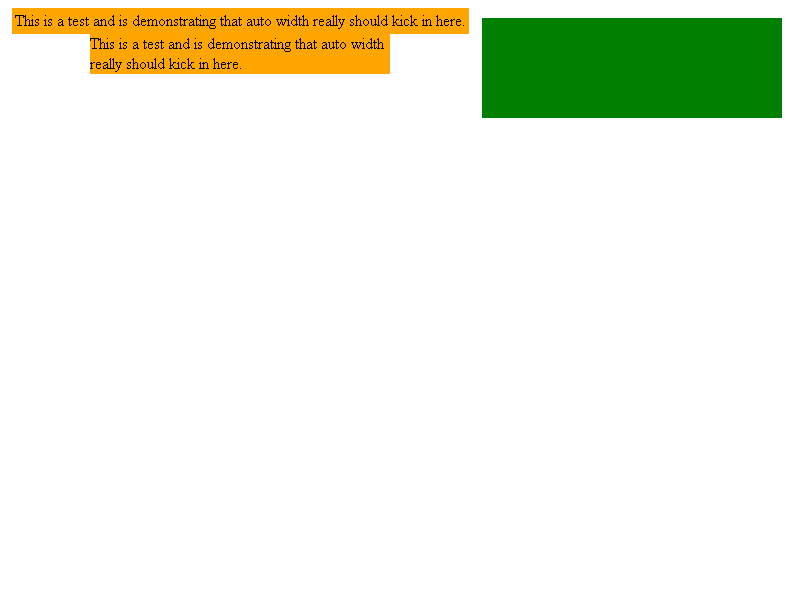 This is a test and is demonstrating that auto width really should kick in here.
This is a test and is demonstrating that auto width
really should kick in here.